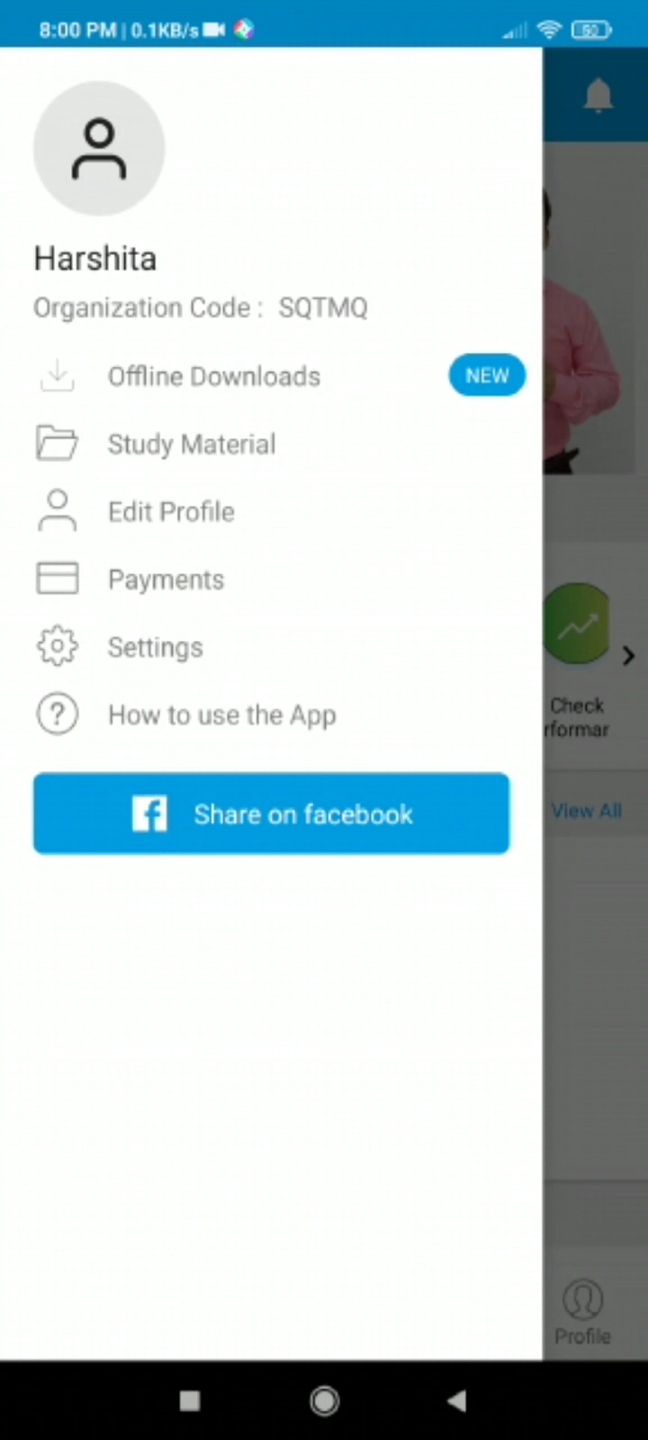 8:00 PM | 0.1KB/s
60
Harshita
Organization Code : SQTMQ
Offline Downloads
NEW
Study Material
Edit Profile
Payments
Settings
How to use the App
Share on facebook
Check
rformar
View All
Profile